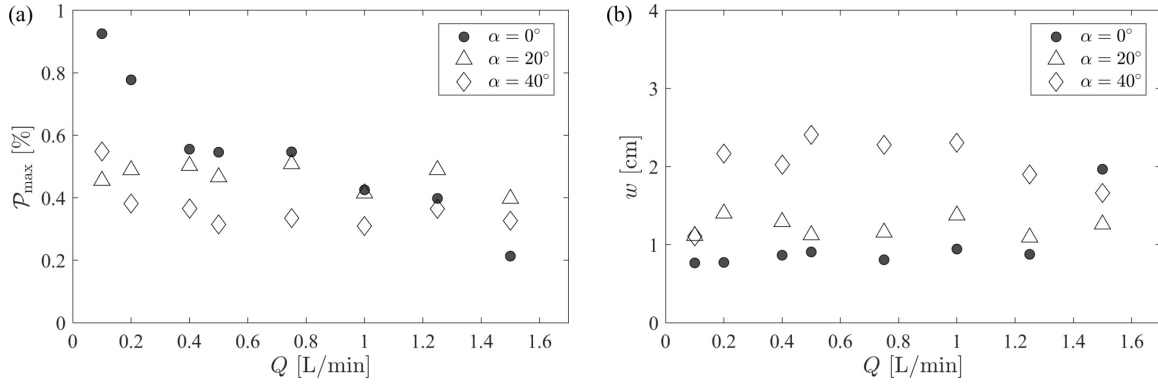 (a)
1
0.8
0.6
0.4
0.2
0
0 0.2 0.4 0.6 0.8 1 1.2 1.4 1.6
𝒫max [%]
Q [L/min]
α = 0°
α = 20°
α = 40°
(b)
4
3
2
1
0
0 0.2 0.4 0.6 0.8 1 1.2 1.4 1.6
w [cm]
Q [L/min]
α = 0°
α = 20°
α = 40°